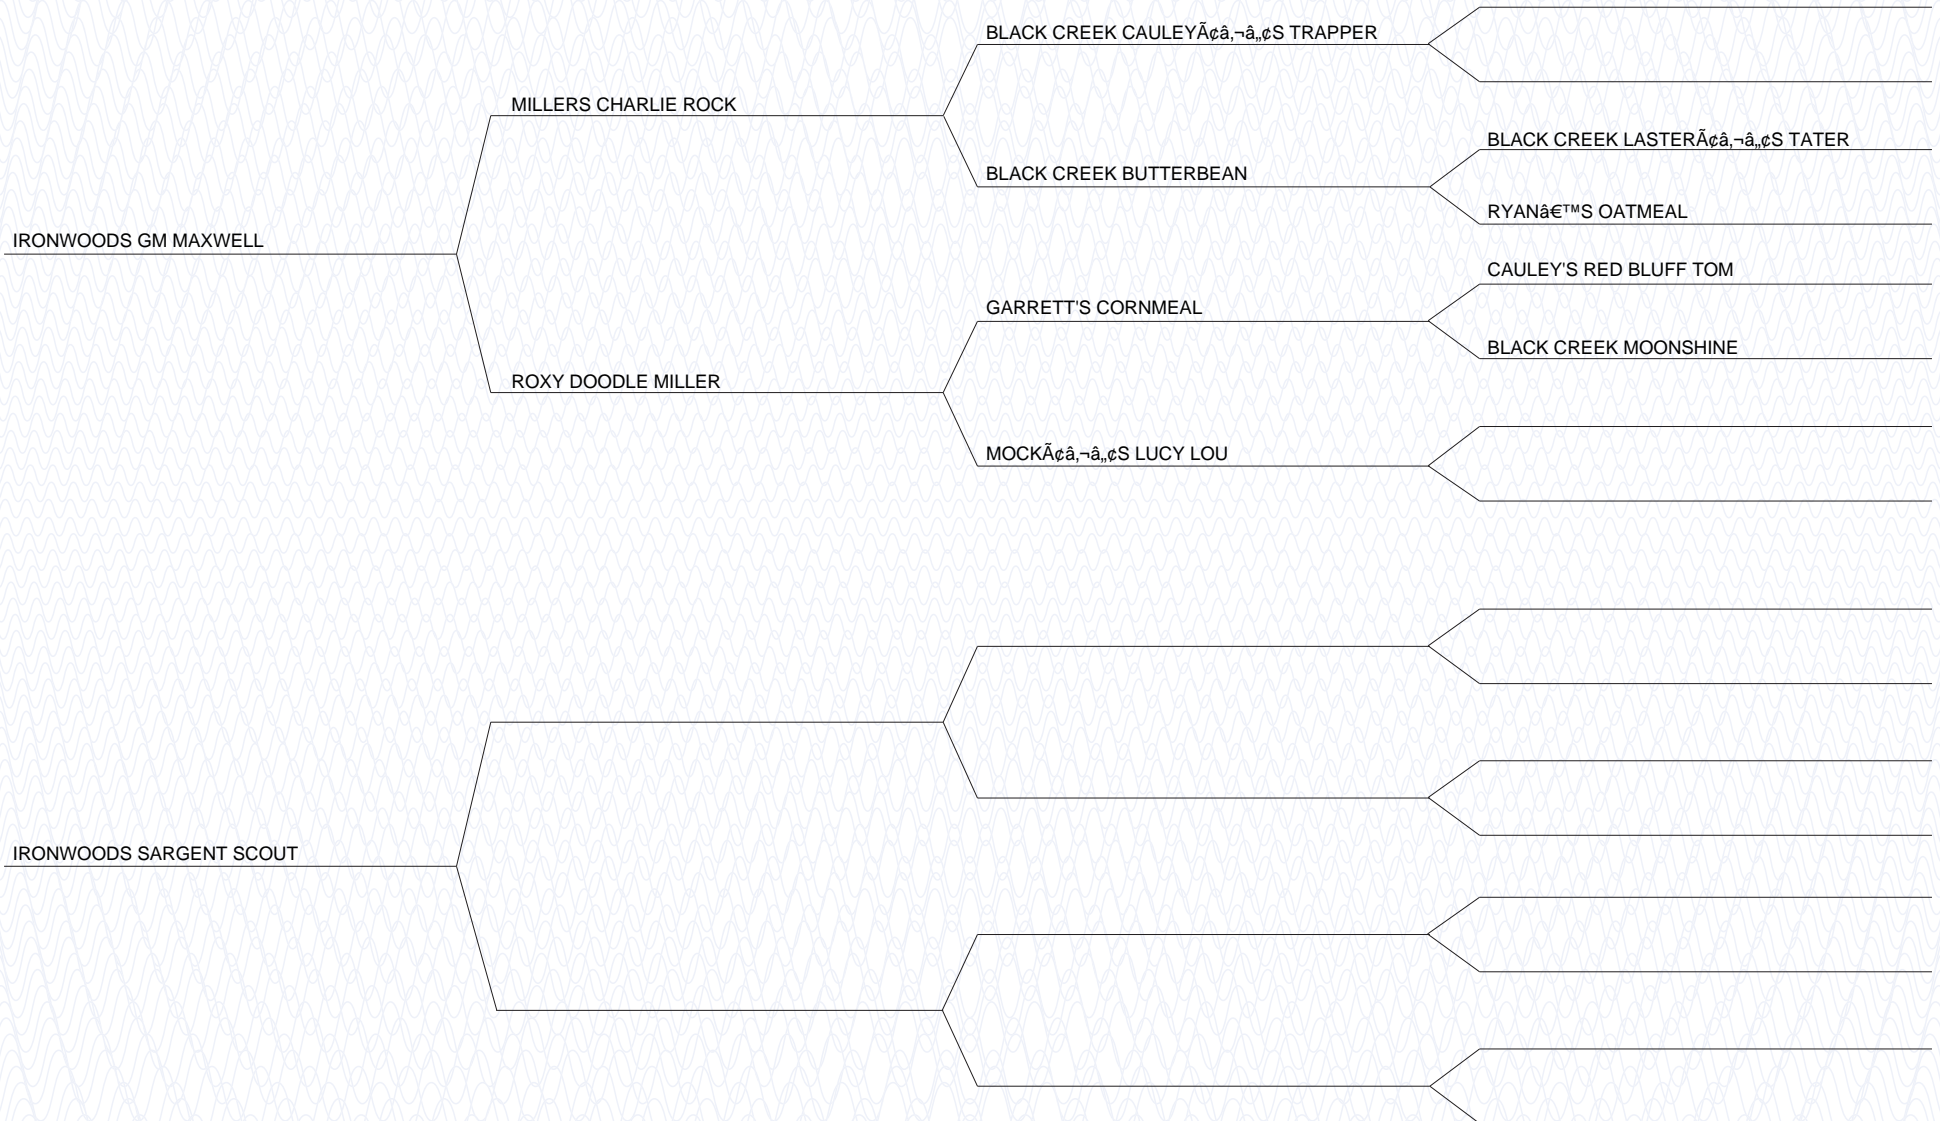 BLACK CREEK CAULEYÃ¢â‚¬â„¢S TRAPPER
MILLERS CHARLIE ROCK
BLACK CREEK LASTERÃ¢â‚¬â„¢S TATER
BLACK CREEK BUTTERBEAN
RYANâ€™S OATMEAL
IRONWOODS GM MAXWELL
CAULEY'S RED BLUFF TOM
GARRETT'S CORNMEAL
BLACK CREEK MOONSHINE
ROXY DOODLE MILLER
MOCKÃ¢â‚¬â„¢S LUCY LOU
IRONWOODS SARGENT SCOUT